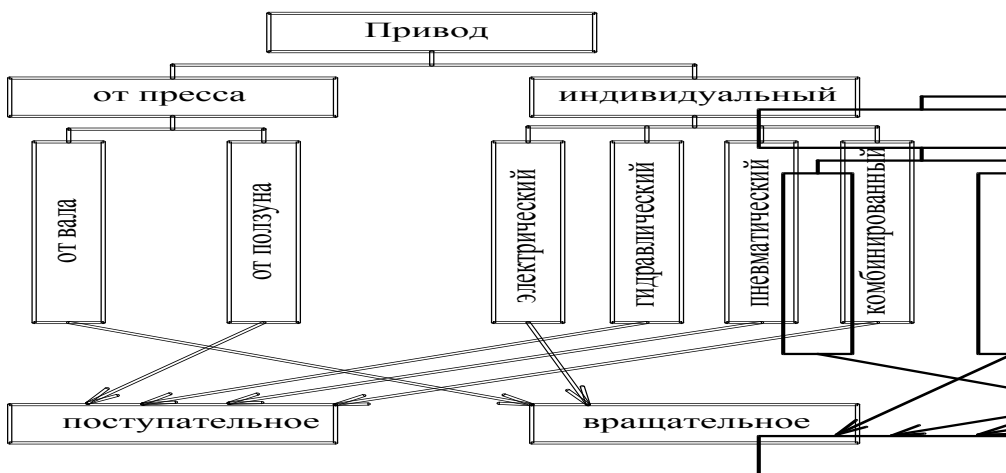 Привод
от пресса
индивидуальный
от вала
от ползуна
электрический
гидравлический
пневматический
комбинированный
поступательное
вращательное